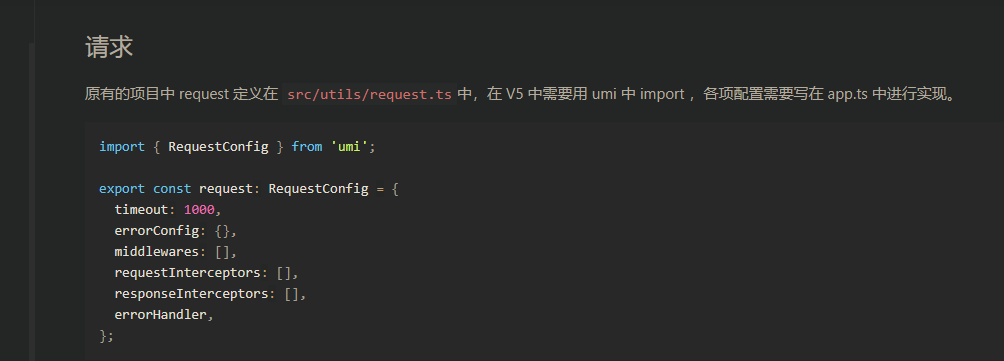 请求
原有的项目中 request 定义在 src/utils/request.ts 中，在 V5 中需要用 umi 中 import ，各项配置需要写在 app.ts 中进行实现。
import { RequestConfig } from 'umi';
export const request: RequestConfig = {
  timeout: 1000,
  errorConfig: {},
  middlewares: [],
  requestInterceptors: [],
  responseInterceptors: [],
  errorHandler,
};